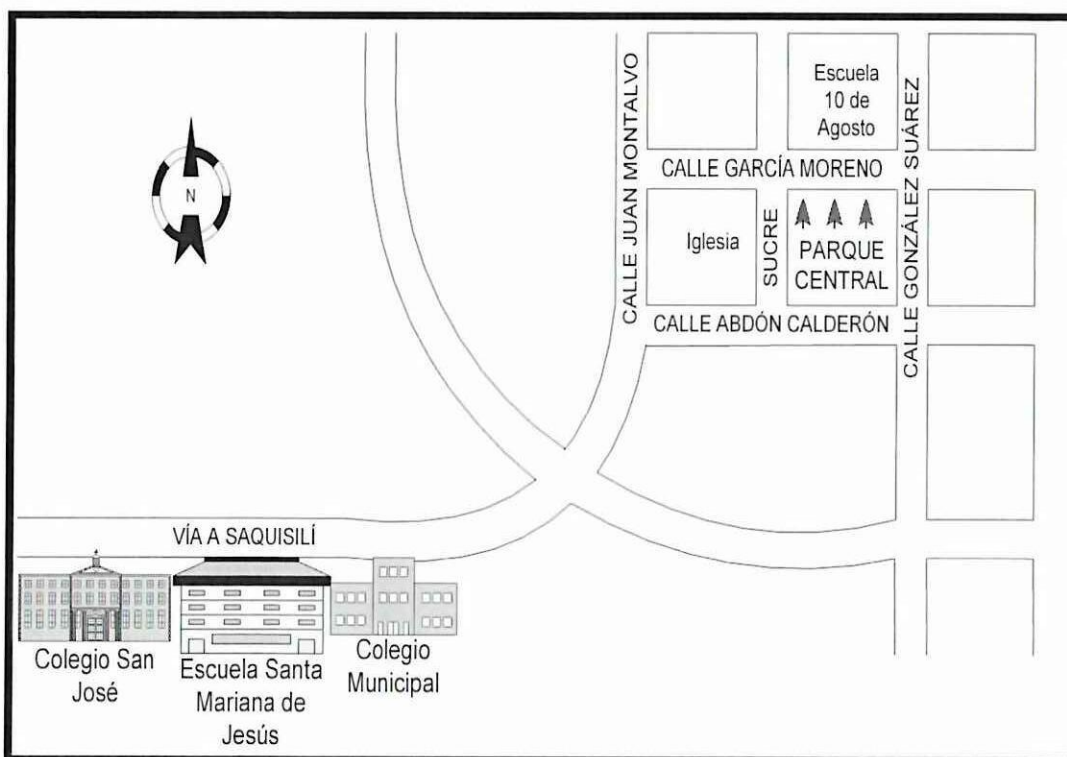 CALLE JUAN MONTALVO
Escuela
10 de
Agosto
CALLE GONZÁLEZ SUÁREZ
CALLE GARCÍA MORENO
N
Iglesia
SUCRE
PARQUE
CENTRAL
CALLE ABDÓN CALDERÓN
VÍA A SAQUISILÍ
Colegio San
José
Escuela Santa
Mariana de
Jesús
Colegio
Municipal